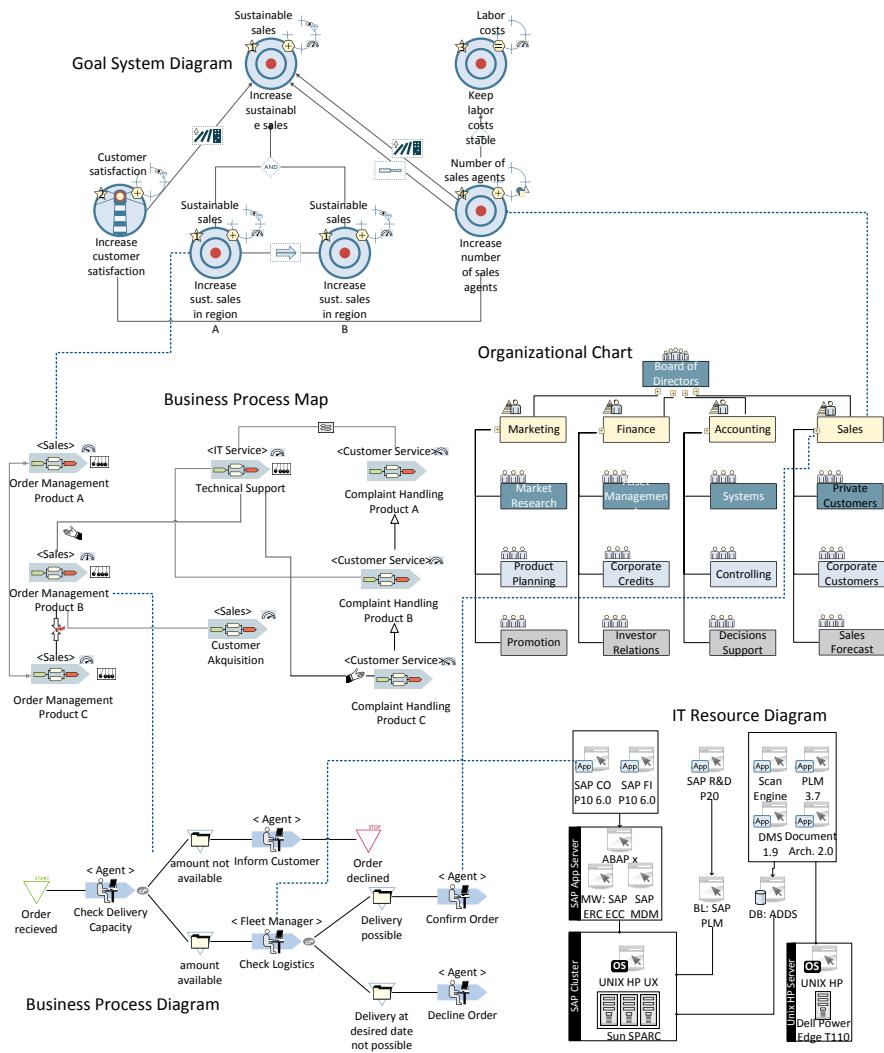 Sustainable
sales
1
Labor
costs
3
Goal System Diagram
Increase
sustainabl
e sales
Keep
labor
costs
stable
Customer
satisfaction
2
AND
Number of
sales agents
4
Sustainable
sales
Sustainable
sales
Increase
customer
satisfaction
Increase
sust. sales
in region
A
Increase
sust. sales
in region
B
Increase
number
of sales
agents
Organizational Chart
Board of
Directors
Marketing
Finance
Accounting
Sales
Market
Research
Asset
Managemen
t
Systems
Private
Customers
Product
Planning
Corporate
Credits
Controlling
Corporate
Customers
Promotion
Investor
Relations
Decisions
Support
Sales
Forecast
Business Process Map
<Sales>
Order Management
Product A
<IT Service>
Technical Support
<Customer Service>
Complaint Handling
Product A
<Sales>
Order Management
Product B
<Customer Service>
Complaint Handling
Product B
<Sales>
Customer
Akquisition
<Sales>
Order Management
Product C
<Customer Service>
Complaint Handling
Product C
IT Resource Diagram
App
SAP CO
P10 6.0
App
SAP FI
P10 6.0
App
SAP R&D
P20
App
Scan
Engine
App
PLM
3.7
App
DMS
1.9
App
Document
Arch. 2.0
SAP App Server
ABAP x
MW: SAP
ERC ECC
SAP
MDM
BL: SAP
PLM
DB: ADDS
SAP Cluster
OS
UNIX HP UX
Sun SPARC
Unix HP Server
OS
UNIX HP
Dell Power
Edge T110
START
Order
recieved
< Agent >
Check Delivery
Capacity
amount not
available
< Agent >
Inform Customer
STOP
Order
declined
amount
available
< Fleet Manager >
Check Logistics
Delivery
possible
< Agent >
Confirm Order
Delivery at
desired date
not possible
< Agent >
Decline Order
Business Process Diagram